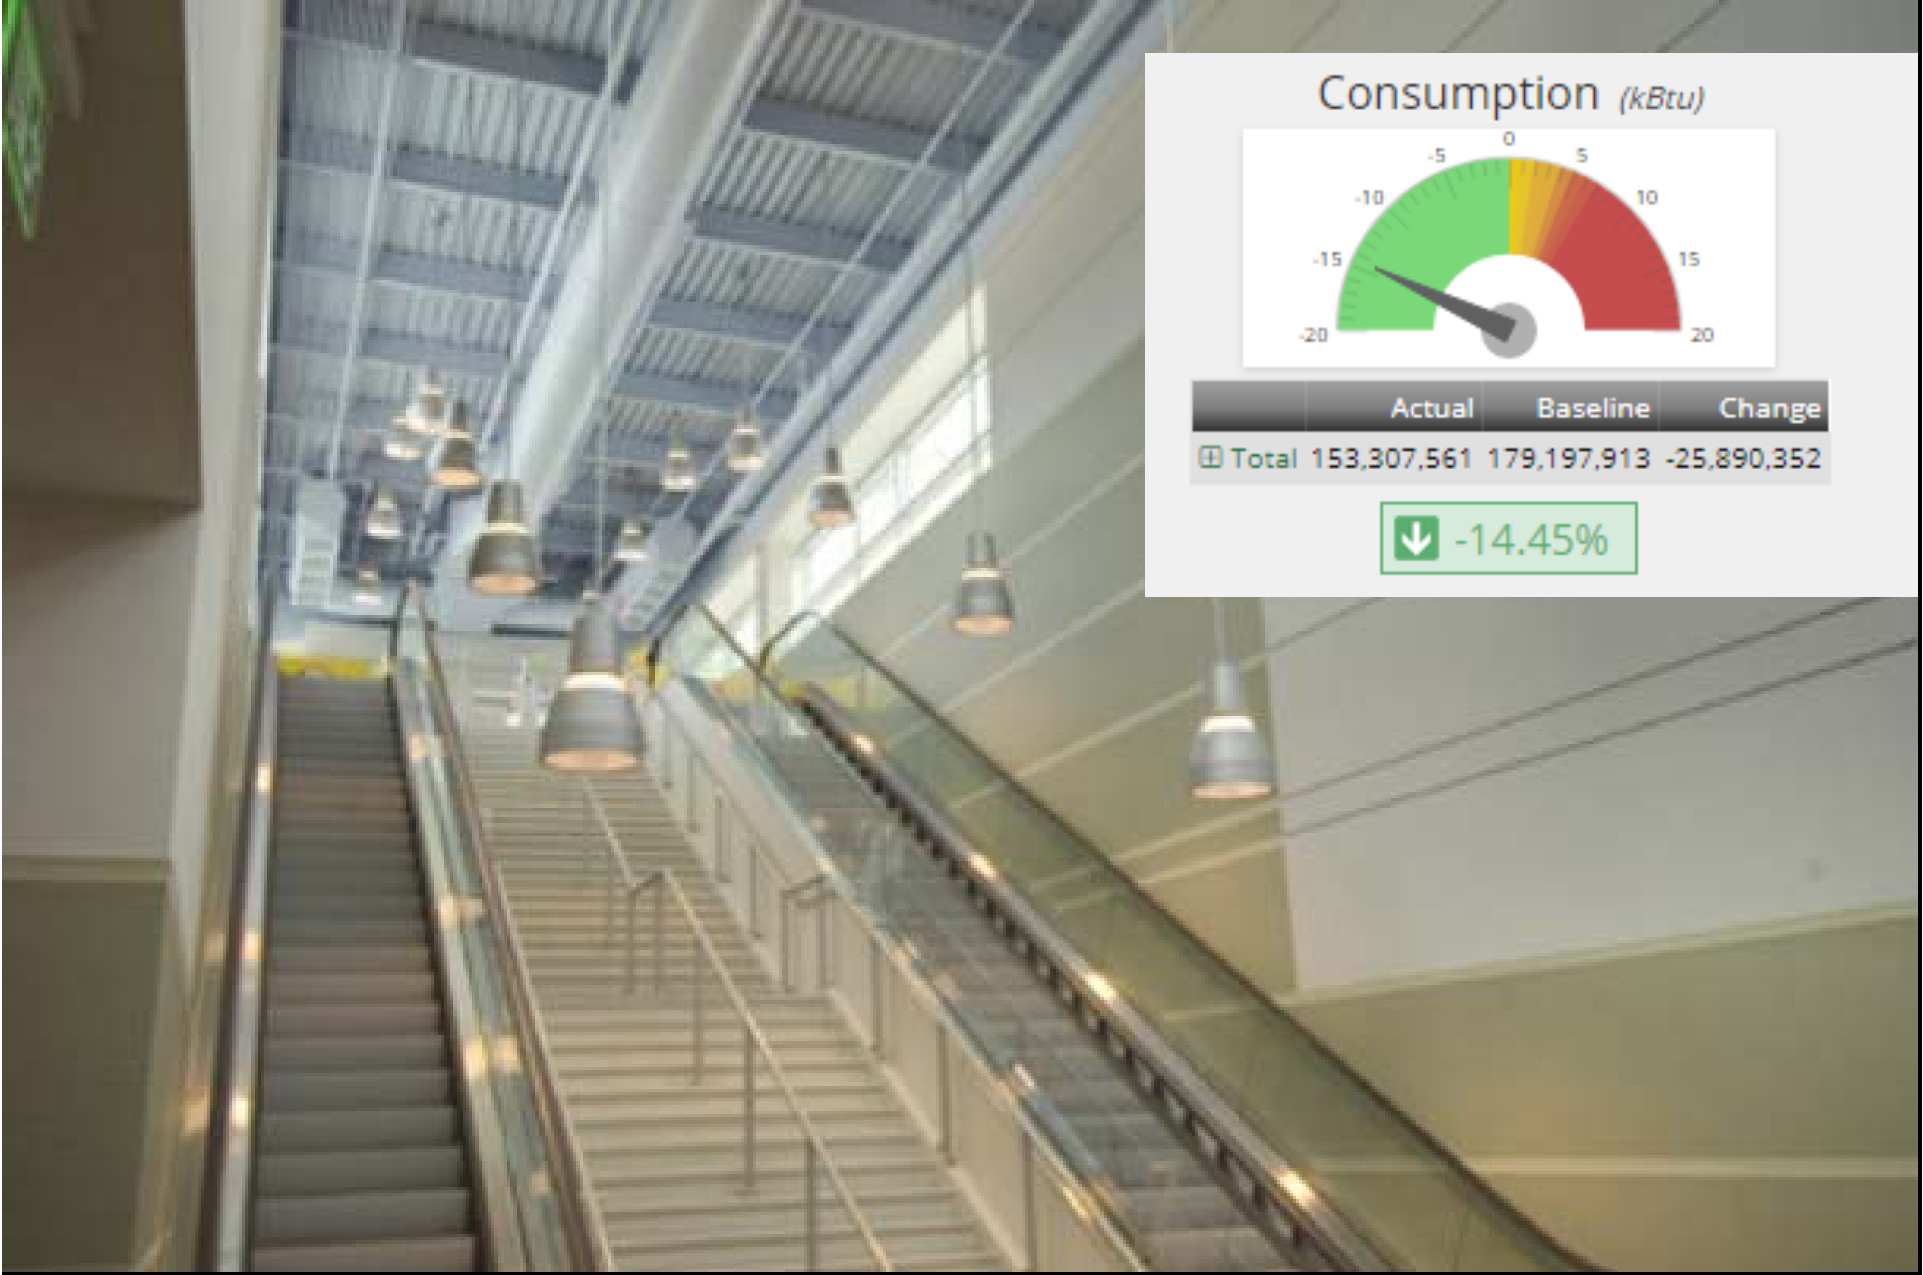 Consumption (kBtu)
0
-5 5
-10 10
-15 15
-20 20
Actual Baseline Change
Total 153,307,561 179,197,913 -25,890,352
-14.45%